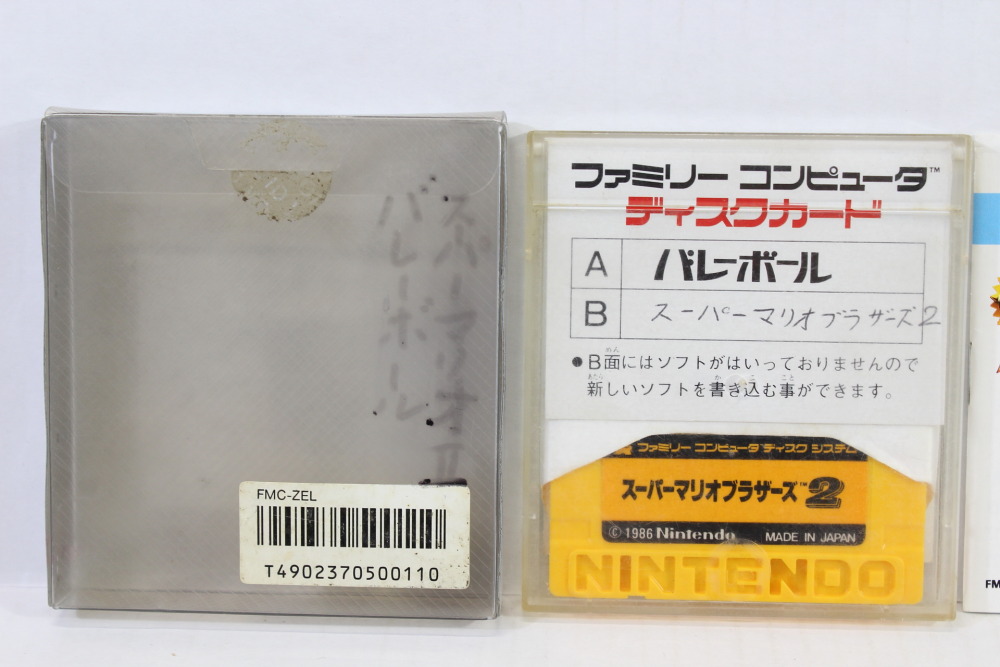 スーパーマリオII
バレーボール
FMC-ZEL
T4902370500110
ファミリー コンピュータ™
ディスクカード
A バレーボール
B スーパーマリオブラザーズ2
●B面にはソフトがはいっておりませんので
新しいソフトを書き込む事ができます。
ファミリー コンピュータ ディスク システム
スーパーマリオブラザーズ™2
©1986 Nintendo MADE IN JAPAN
NINTENDO
FM